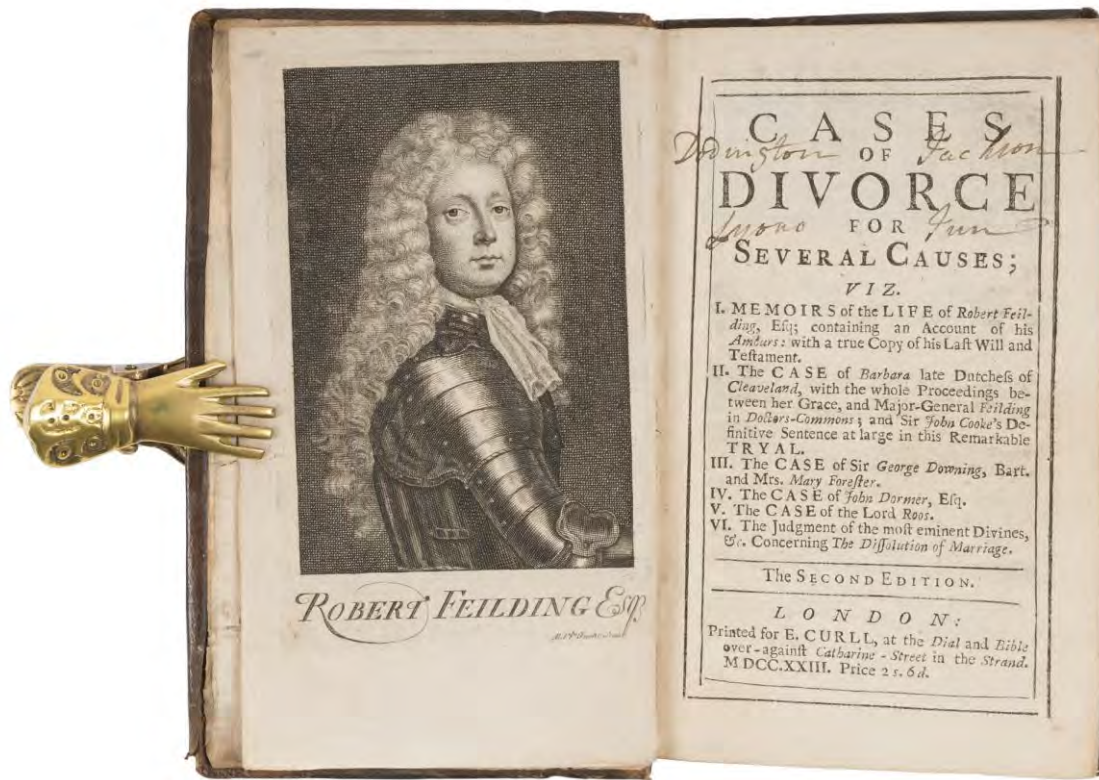 ROBERT FEILDING Esqr.
CASES
Dodington Jackson
OF
DIVORCE
FOR
Lyons Junr
SEVERAL CAUSES;
VIZ.
I. MEMOIRS of the LIFE of Robert Feil-
ding, Eſq; containing an Account of his
Amours: with a true Copy of his Laſt Will and
Teſtament.
II. The CASE of Barbara late Dutcheſs of
Cleaveland, with the whole Proceedings be-
tween her Grace, and Major-General Feilding
in Doctors-Commons; and Sir John Cooke's De-
finitive Sentence at large in this Remarkable
TRYAL.
III. The CASE of Sir George Downing, Bart.
and Mrs. Mary Foreſter.
IV. The CASE of John Dormer, Eſq.
V. The CASE of the Lord Roos.
VI. The Judgment of the moſt eminent Divines,
&c. Concerning The Diſſolution of Marriage.
The SECOND EDITION.
LONDON:
Printed for E. CURLL, at the Dial and Bible
over-againſt Catharine-Street in the Strand.
M DCC.XXIII. Price 2 s. 6 d.